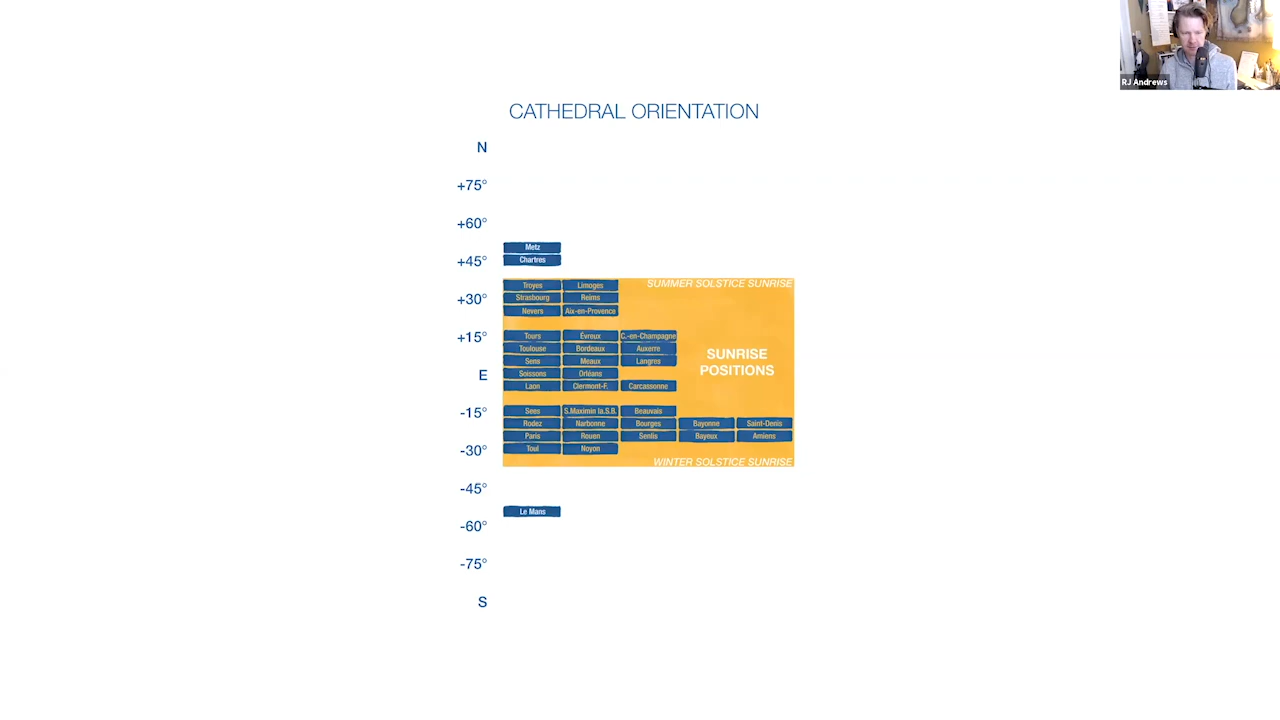 RJ Andrews
CATHEDRAL ORIENTATION
N
+75°
+60°
Metz
Chartres
+45°
SUMMER SOLSTICE SUNRISE
Troyes Limoges
+30° Strasbourg Reims
Nevers Aix-en-Provence
+15° Tours Évreux C.-en-Champagne
Toulouse Bordeaux Auxerre
SUNRISE
POSITIONS
Sens Meaux Langres
E Soissons Orléans
Laon Clermont-F. Carcassonne
-15° Sees S.Maximin la.S.B. Beauvais
Rodez Narbonne Bourges Bayonne Saint-Denis
Paris Rouen Senlis Bayeux Amiens
-30° Toul Noyon
WINTER SOLSTICE SUNRISE
-45°
Le Mans
-60°
-75°
S